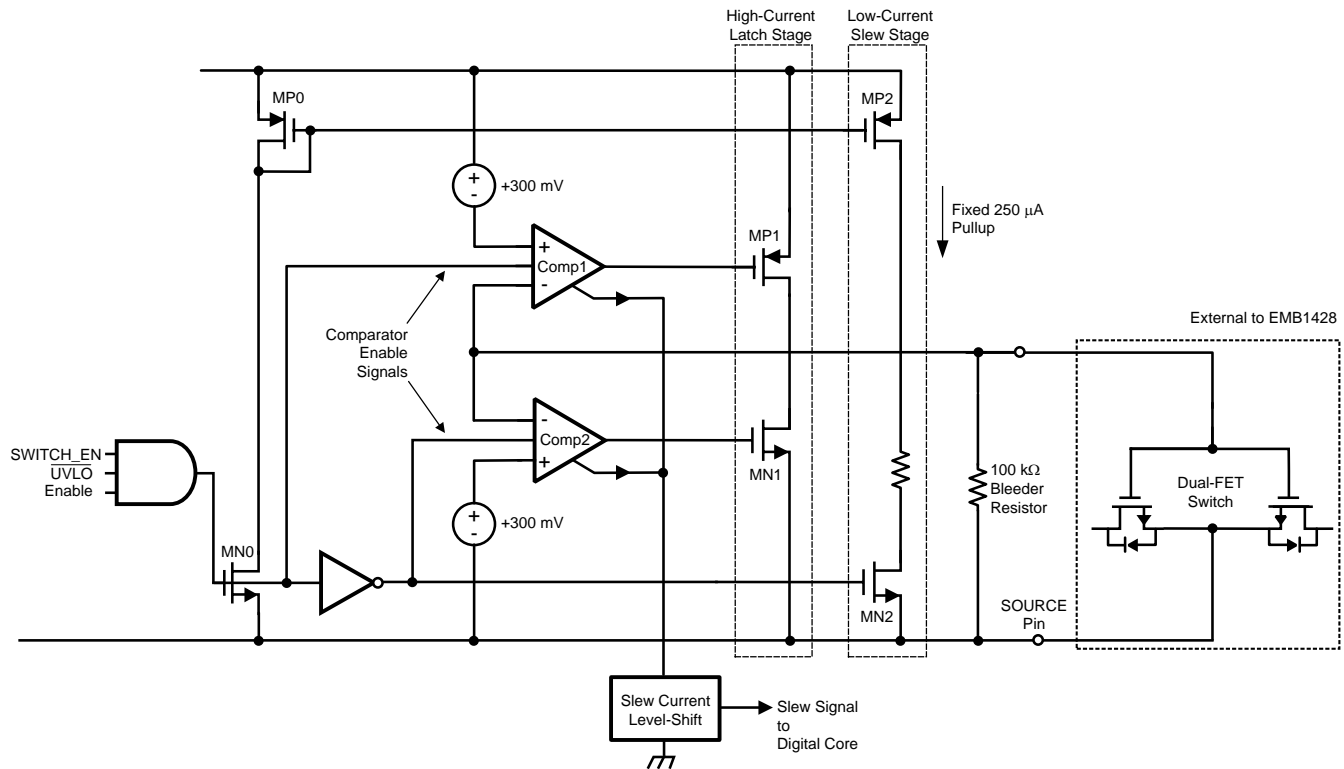 High-Current
Latch Stage
Low-Current
Slew Stage
MP0
MP2
+
-
+300 mV
Fixed 250 μA
Pullup
MP1
+
Comp1
-
External to EMB1428
Comparator
Enable
Signals
-
Comp2
+
SWITCH_EN
UVLO
Enable
MN1
100 kΩ
Bleeder
Resistor
Dual-FET
Switch
+
-
+300 mV
MN0
MN2
SOURCE
Pin
Slew Current
Level-Shift
Slew Signal
to
Digital Core